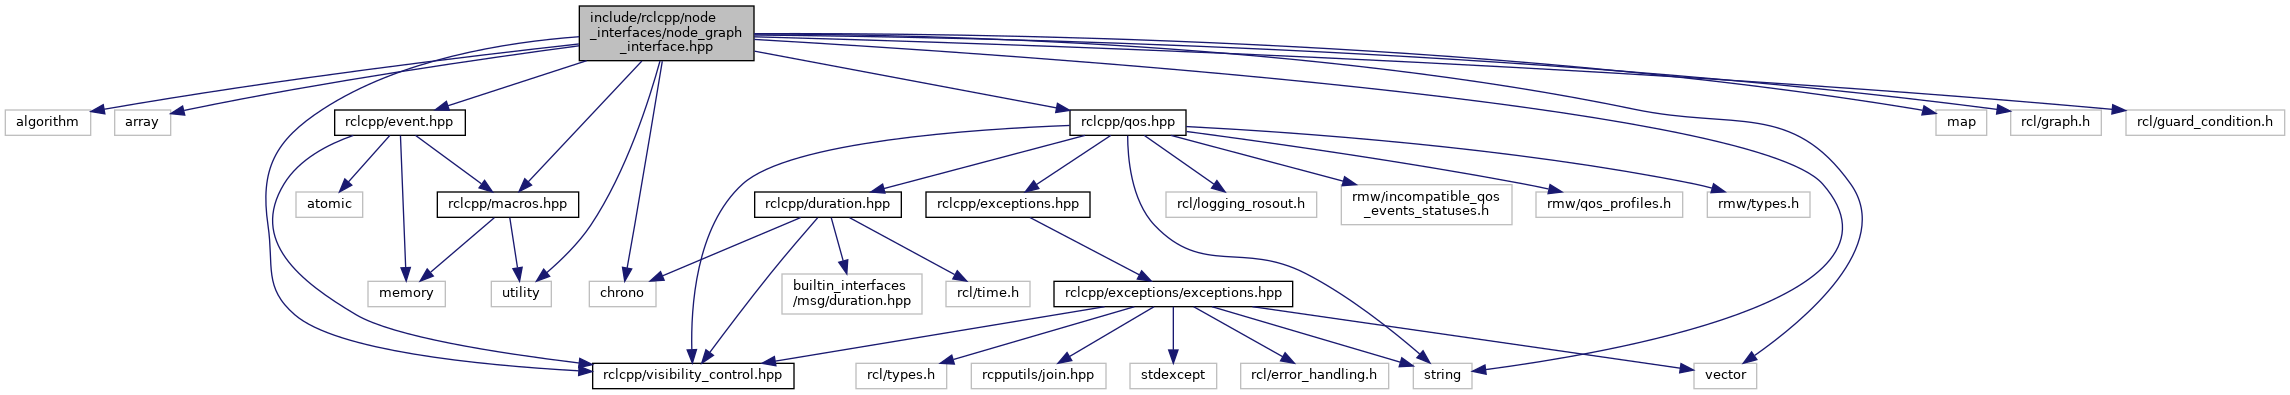 include/rclcpp/node
_interfaces/node_graph
_interface.hpp
algorithm
array
rclcpp/event.hpp
rclcpp/qos.hpp
map
rcl/graph.h
rcl/guard_condition.h
atomic
rclcpp/macros.hpp
rclcpp/duration.hpp
rclcpp/exceptions.hpp
rcl/logging_rosout.h
rmw/incompatible_qos
_events_statuses.h
rmw/qos_profiles.h
rmw/types.h
memory
utility
chrono
builtin_interfaces
/msg/duration.hpp
rcl/time.h
rclcpp/exceptions/exceptions.hpp
rclcpp/visibility_control.hpp
rcl/types.h
rcpputils/join.hpp
stdexcept
rcl/error_handling.h
string
vector